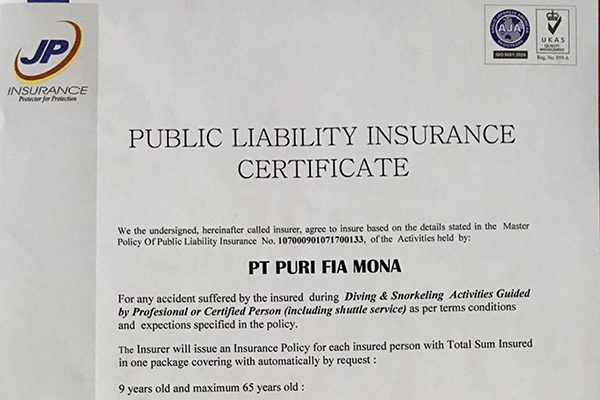 JP
INSURANCE
Protector for Protection
AJA
ISO 9001:2008
UKAS
QUALITY
MANAGEMENT
Reg. No. 059-A
PUBLIC LIABILITY INSURANCE
CERTIFICATE
We the undersigned, hereinafter called insurer, agree to insure based on the details stated in the Master
Policy Of Public Liability Insurance No. 107000901071700133, of the Activities held by:
PT PURI FIA MONA
For any accident suffered by the insured during Diving & Snorkeling Activities Guided
by Profesional or Certified Person (including shuttle service) as per terms conditions
and expections specified in the policy.
The Insurer will issue an Insurance Policy for each insured person with Total Sum Insured
in one package covering with automatically by request :
9 years old and maximum 65 years old :